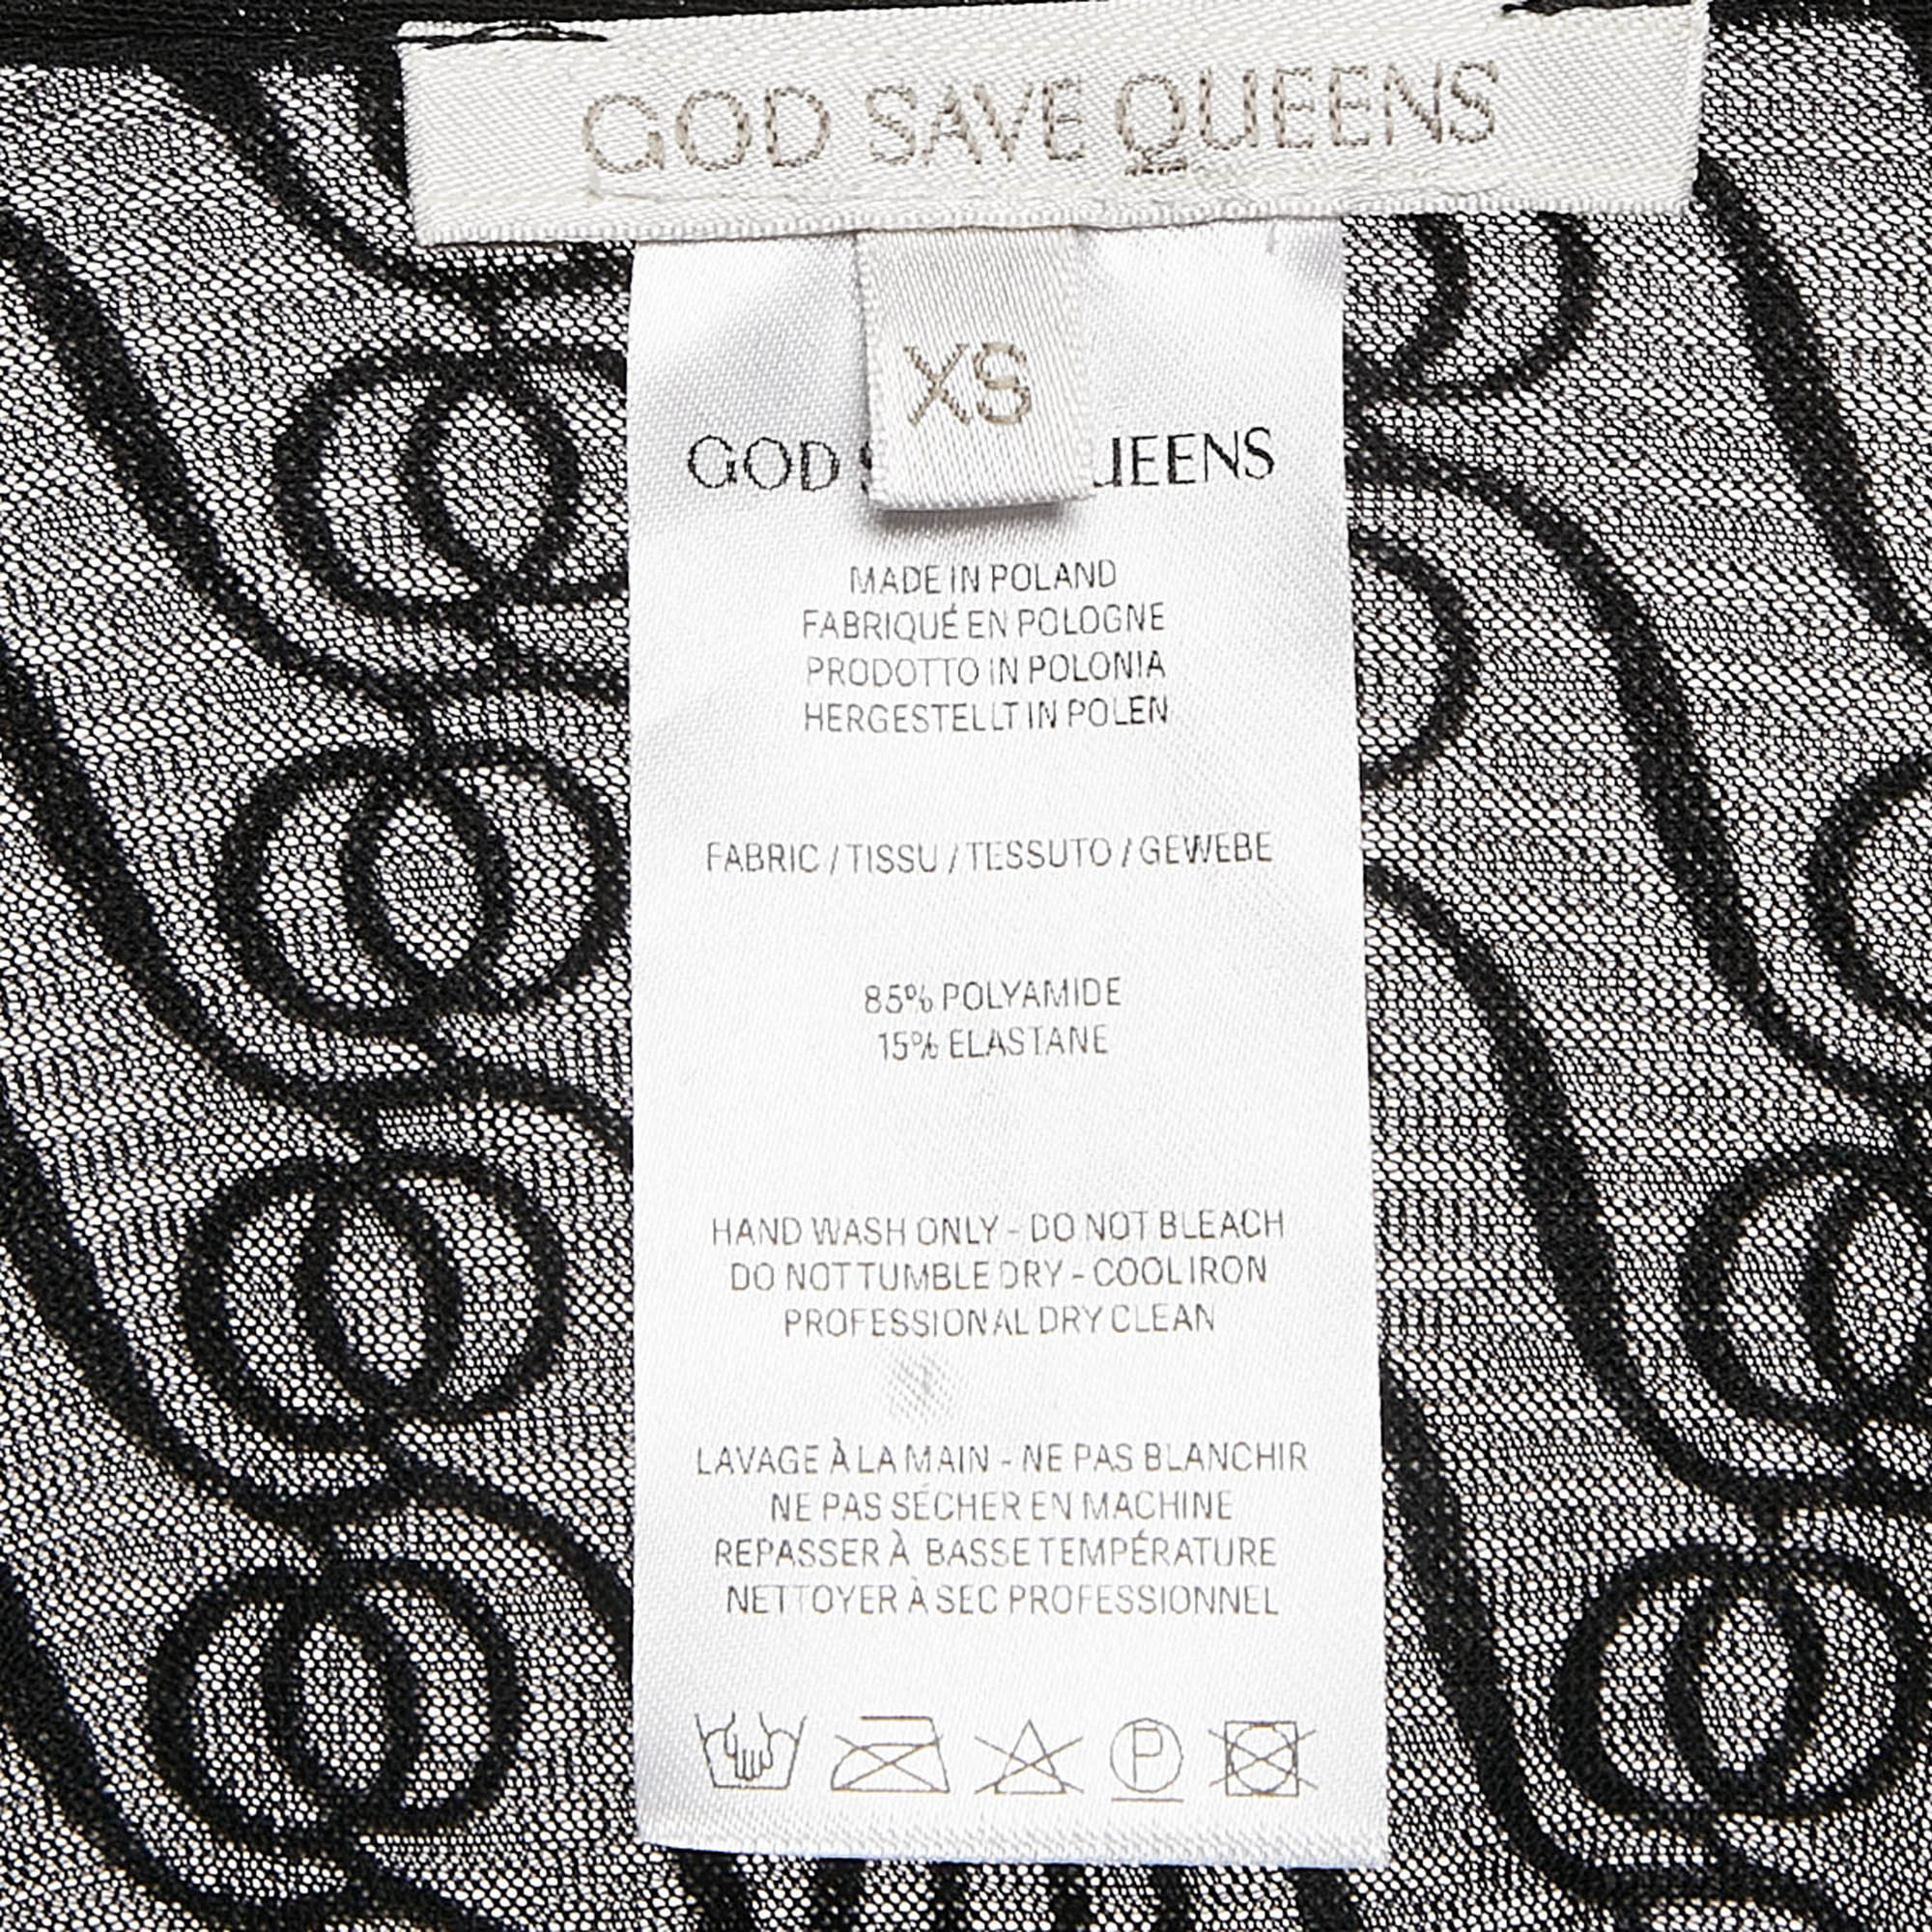 GOD SAVE QUEENS
XS
GOD
MADE IN POLAND
FABRIQUÉ EN POLOGNE
PRODOTTO IN POLONIA
HERGESTELLT IN POLEN
FABRIC / TISSU / TESSUTO / GEWEBE
85% POLYAMIDE
15% ELASTANE
HAND WASH ONLY - DO NOT BLEACH
DO NOT TUMBLE DRY - COOL IRON
PROFESSIONAL DRY CLEAN
LAVAGE À LA MAIN - NE PAS BLANCHIR
NE PAS SÉCHER EN MACHINE
REPASSER À BASSE TEMPÉRATURE
NETTOYER À SEC PROFESSIONNEL
P